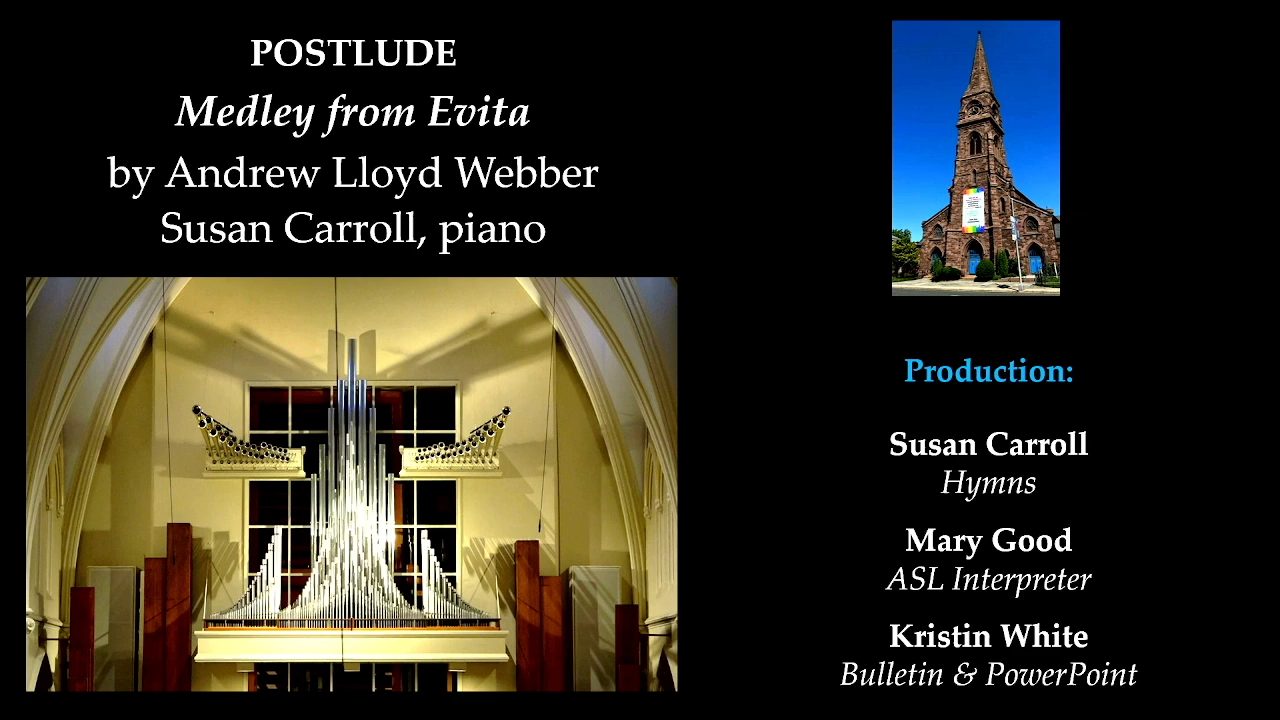 POSTLUDE
Medley from Evita
by Andrew Lloyd Webber
Susan Carroll, piano
Production:
Susan Carroll
Hymns
Mary Good
ASL Interpreter
Kristin White
Bulletin & PowerPoint